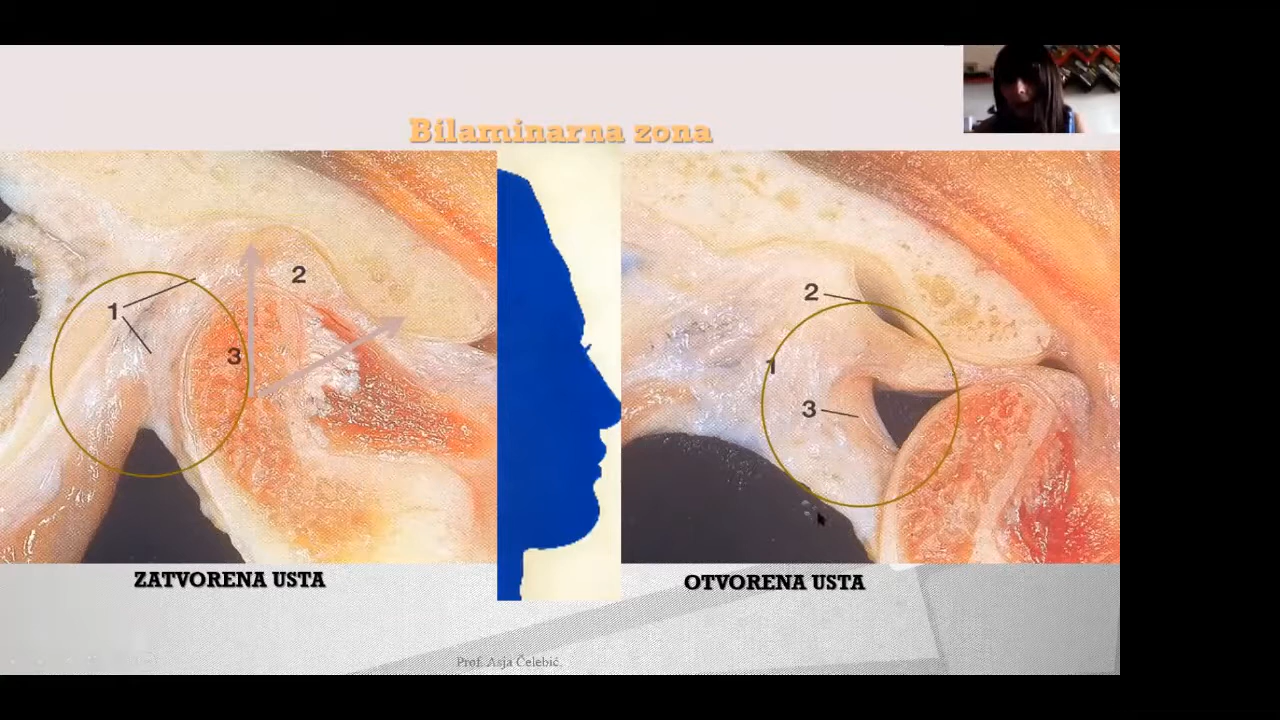 Bilaminarna zona
1
2
3
2
1
3
ZATVORENA USTA
OTVORENA USTA
Prof. Asja Čelebić.